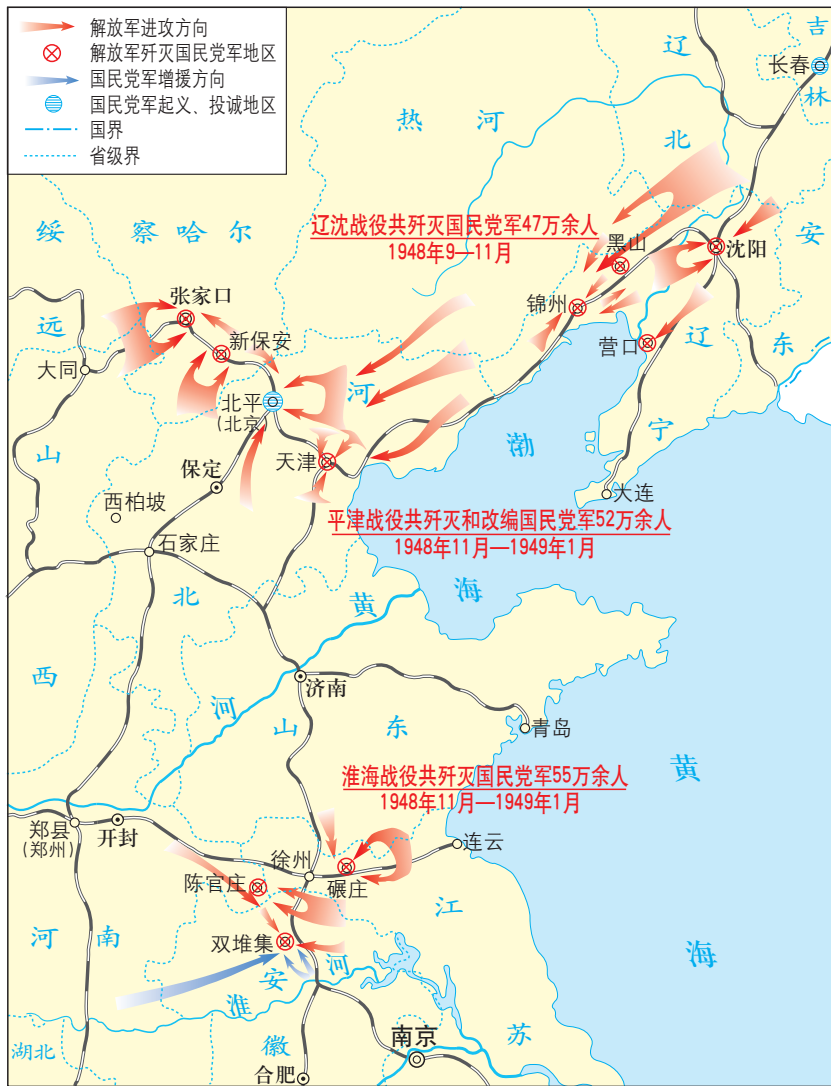 解放军进攻方向
解放军歼灭国民党军地区
国民党军增援方向
国民党军起义、投诚地区
国界
省级界
吉
林
长春
辽
北
热河
安
东
绥
远
察哈尔
辽沈战役共歼灭国民党军47万余人
1948年9—11月
黑山
沈阳
锦州
营口
辽
宁
大连
张家口
新保安
大同
北平
(北京)
河
天津
保定
西柏坡
渤
海
平津战役共歼灭和改编国民党军52万余人
1948年11月—1949年1月
山
西
石家庄
北
黄
河
济南
山东
青岛
黄
海
淮海战役共歼灭国民党军55万余人
1948年11月—1949年1月
郑县
(郑州)
开封
徐州
连云
碾庄
陈官庄
双堆集
河南
江
苏
安
徽
淮
河
湖北
南京
合肥